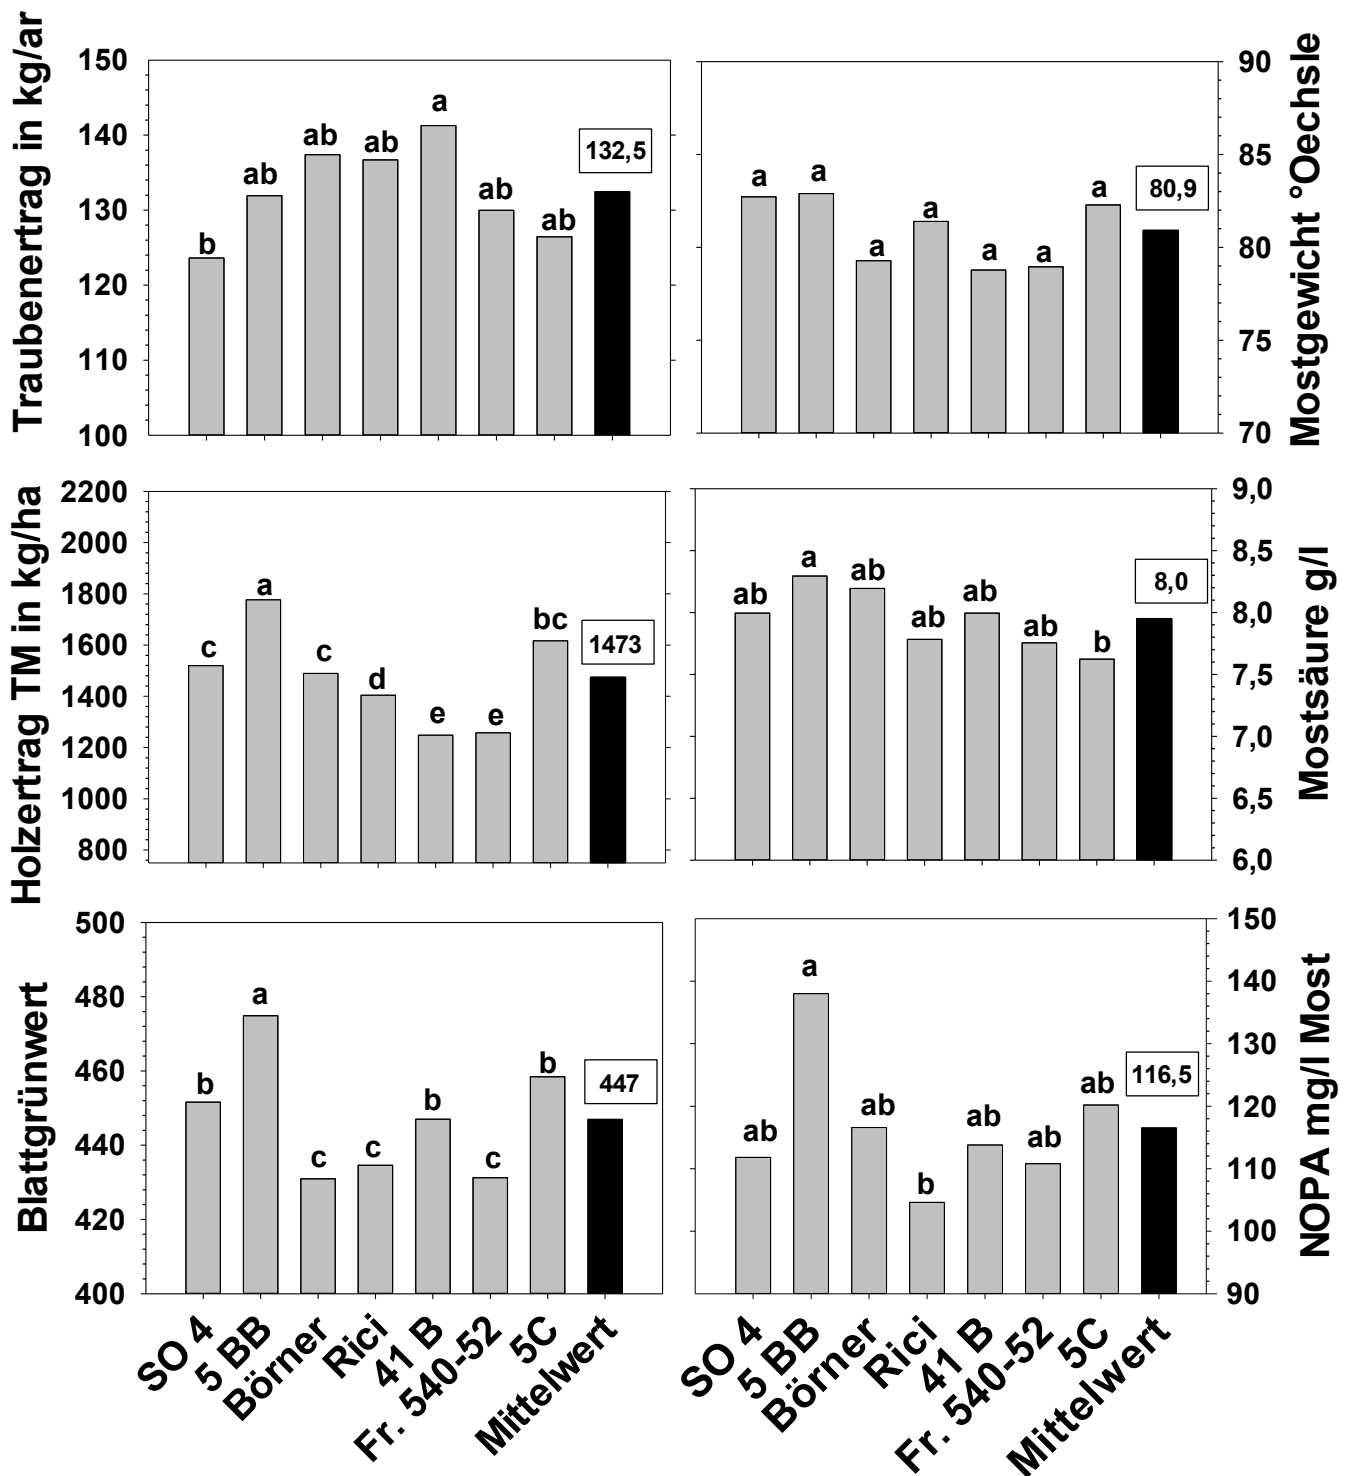 Traubenertrag in kg/ar
150
140
130
120
110
100
b
ab
ab
ab
a
ab
ab
132,5
a
a
a
a
a
a
a
80,9
90
85
80
75
70
Mostgewicht °Oechsle
Holzertrag TM in kg/ha
2200
2000
1800
1600
1400
1200
1000
800
c
a
c
d
e
e
bc
1473
ab
a
ab
ab
ab
ab
b
8,0
9,0
8,5
8,0
7,5
7,0
6,5
6,0
Mostsäure g/l
Blattgrünwert
500
480
460
440
420
400
b
a
c
c
b
c
b
447
ab
a
ab
b
ab
ab
ab
116,5
150
140
130
120
110
100
90
NOPA mg/l Most
SO 4
5 BB
Börner
Rici
41 B
Fr. 540-52
5C
Mittelwert
SO 4
5 BB
Börner
Rici
41 B
Fr. 540-52
5C
Mittelwert